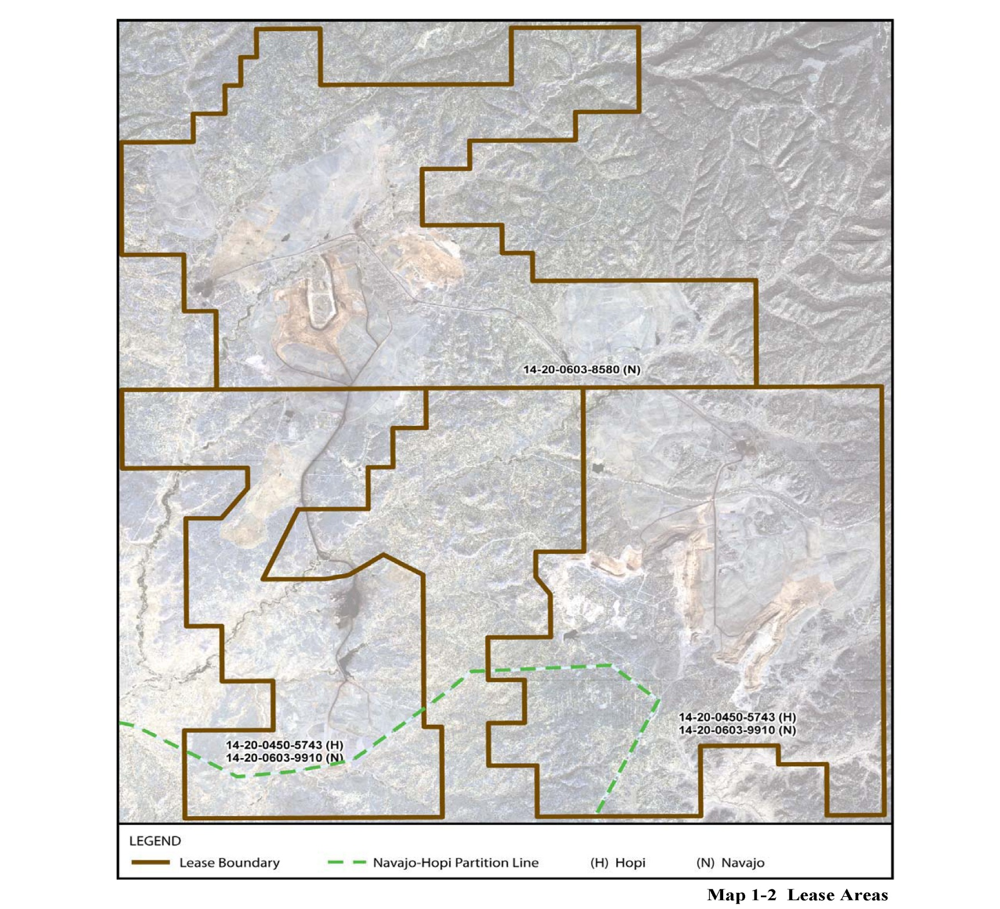 14-20-0603-8580 (N)
14-20-0450-5743 (H)
14-20-0603-9910 (N)
14-20-0450-5743 (H)
14-20-0603-9910 (N)
LEGEND
Lease Boundary
Navajo-Hopi Partition Line
(H) Hopi
(N) Navajo
Map 1-2 Lease Areas